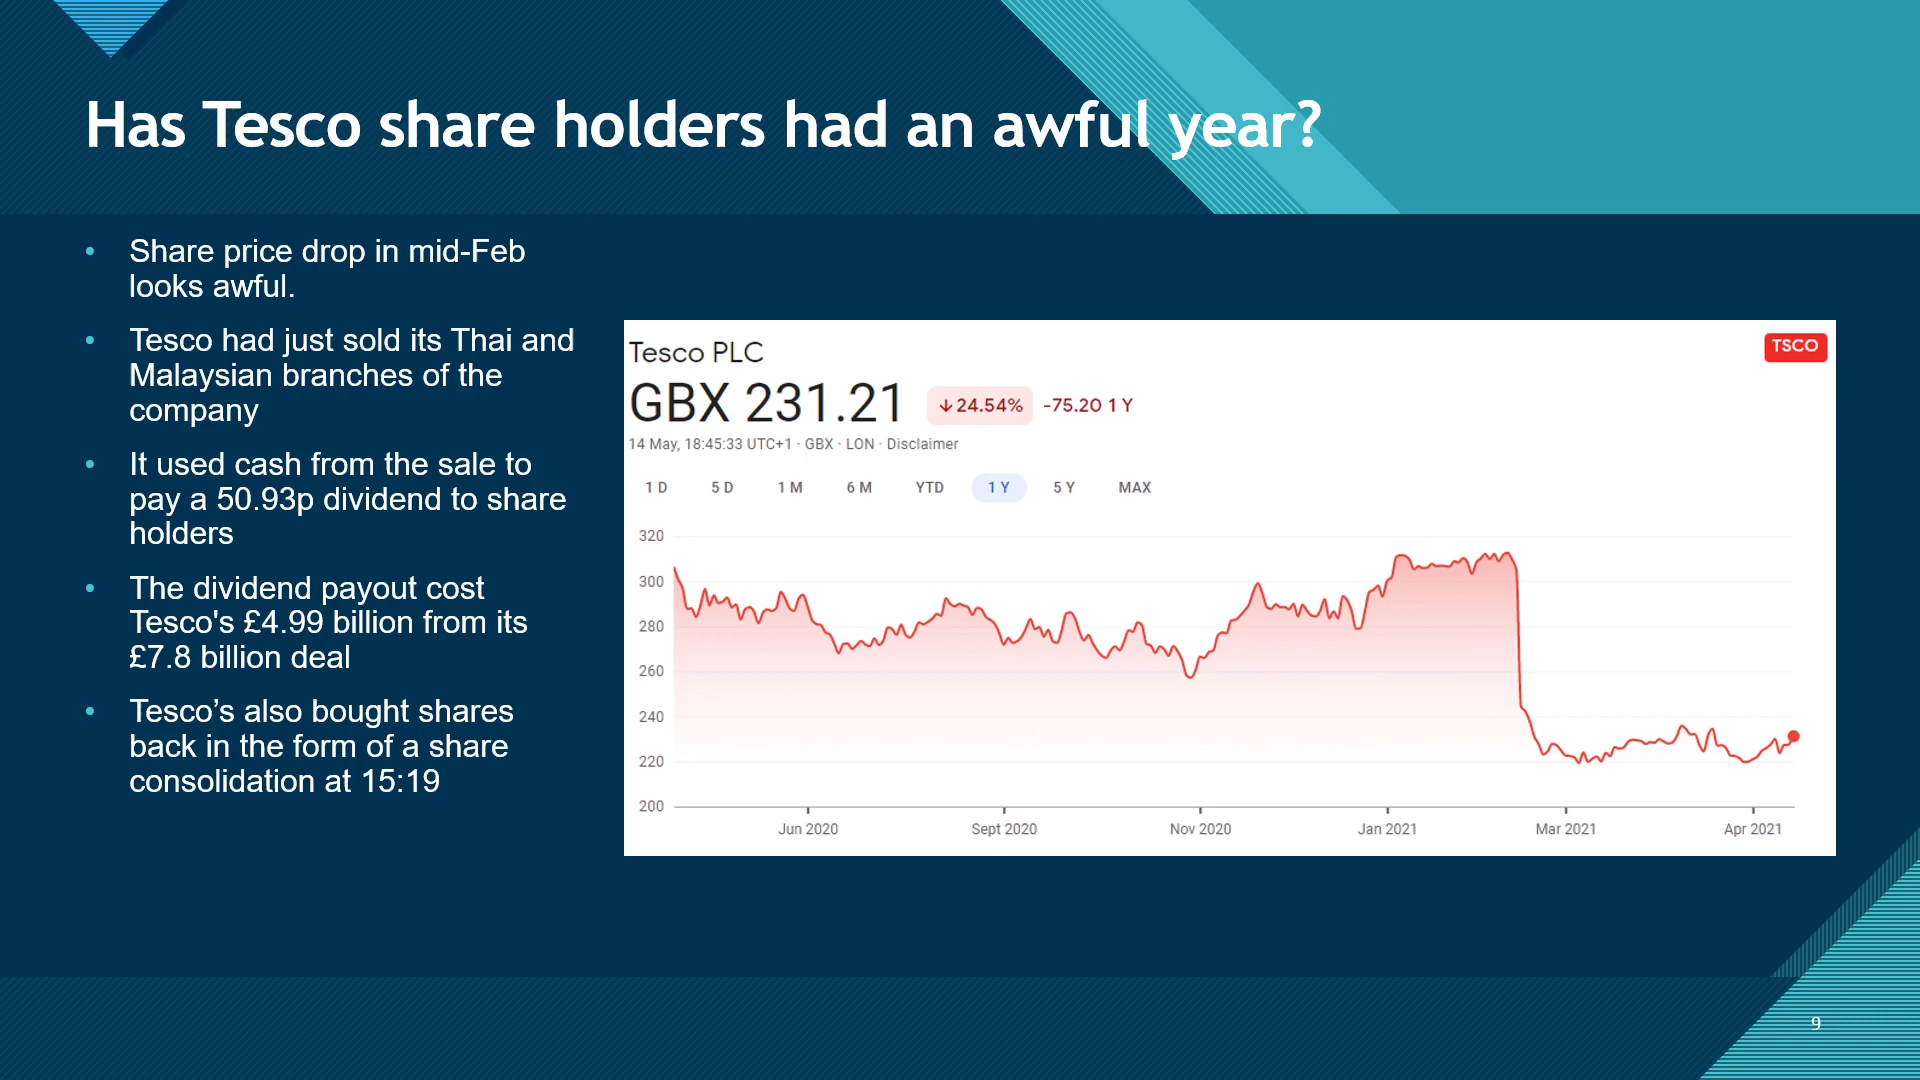 Has Tesco share holders had an awful year?
• Share price drop in mid-Feb
looks awful.
• Tesco had just sold its Thai and
Malaysian branches of the
company
• It used cash from the sale to
pay a 50.93p dividend to share
holders
• The dividend payout cost
Tesco's £4.99 billion from its
£7.8 billion deal
• Tesco’s also bought shares
back in the form of a share
consolidation at 15:19
Tesco PLC
TSCO
GBX 231.21 ↓24.54% -75.20 1 Y
14 May, 18:45:33 UTC+1 · GBX · LON · Disclaimer
1 D 5 D 1 M 6 M YTD 1 Y 5 Y MAX
320
300
280
260
240
220
200
Jun 2020 Sept 2020 Nov 2020 Jan 2021 Mar 2021 Apr 2021
9